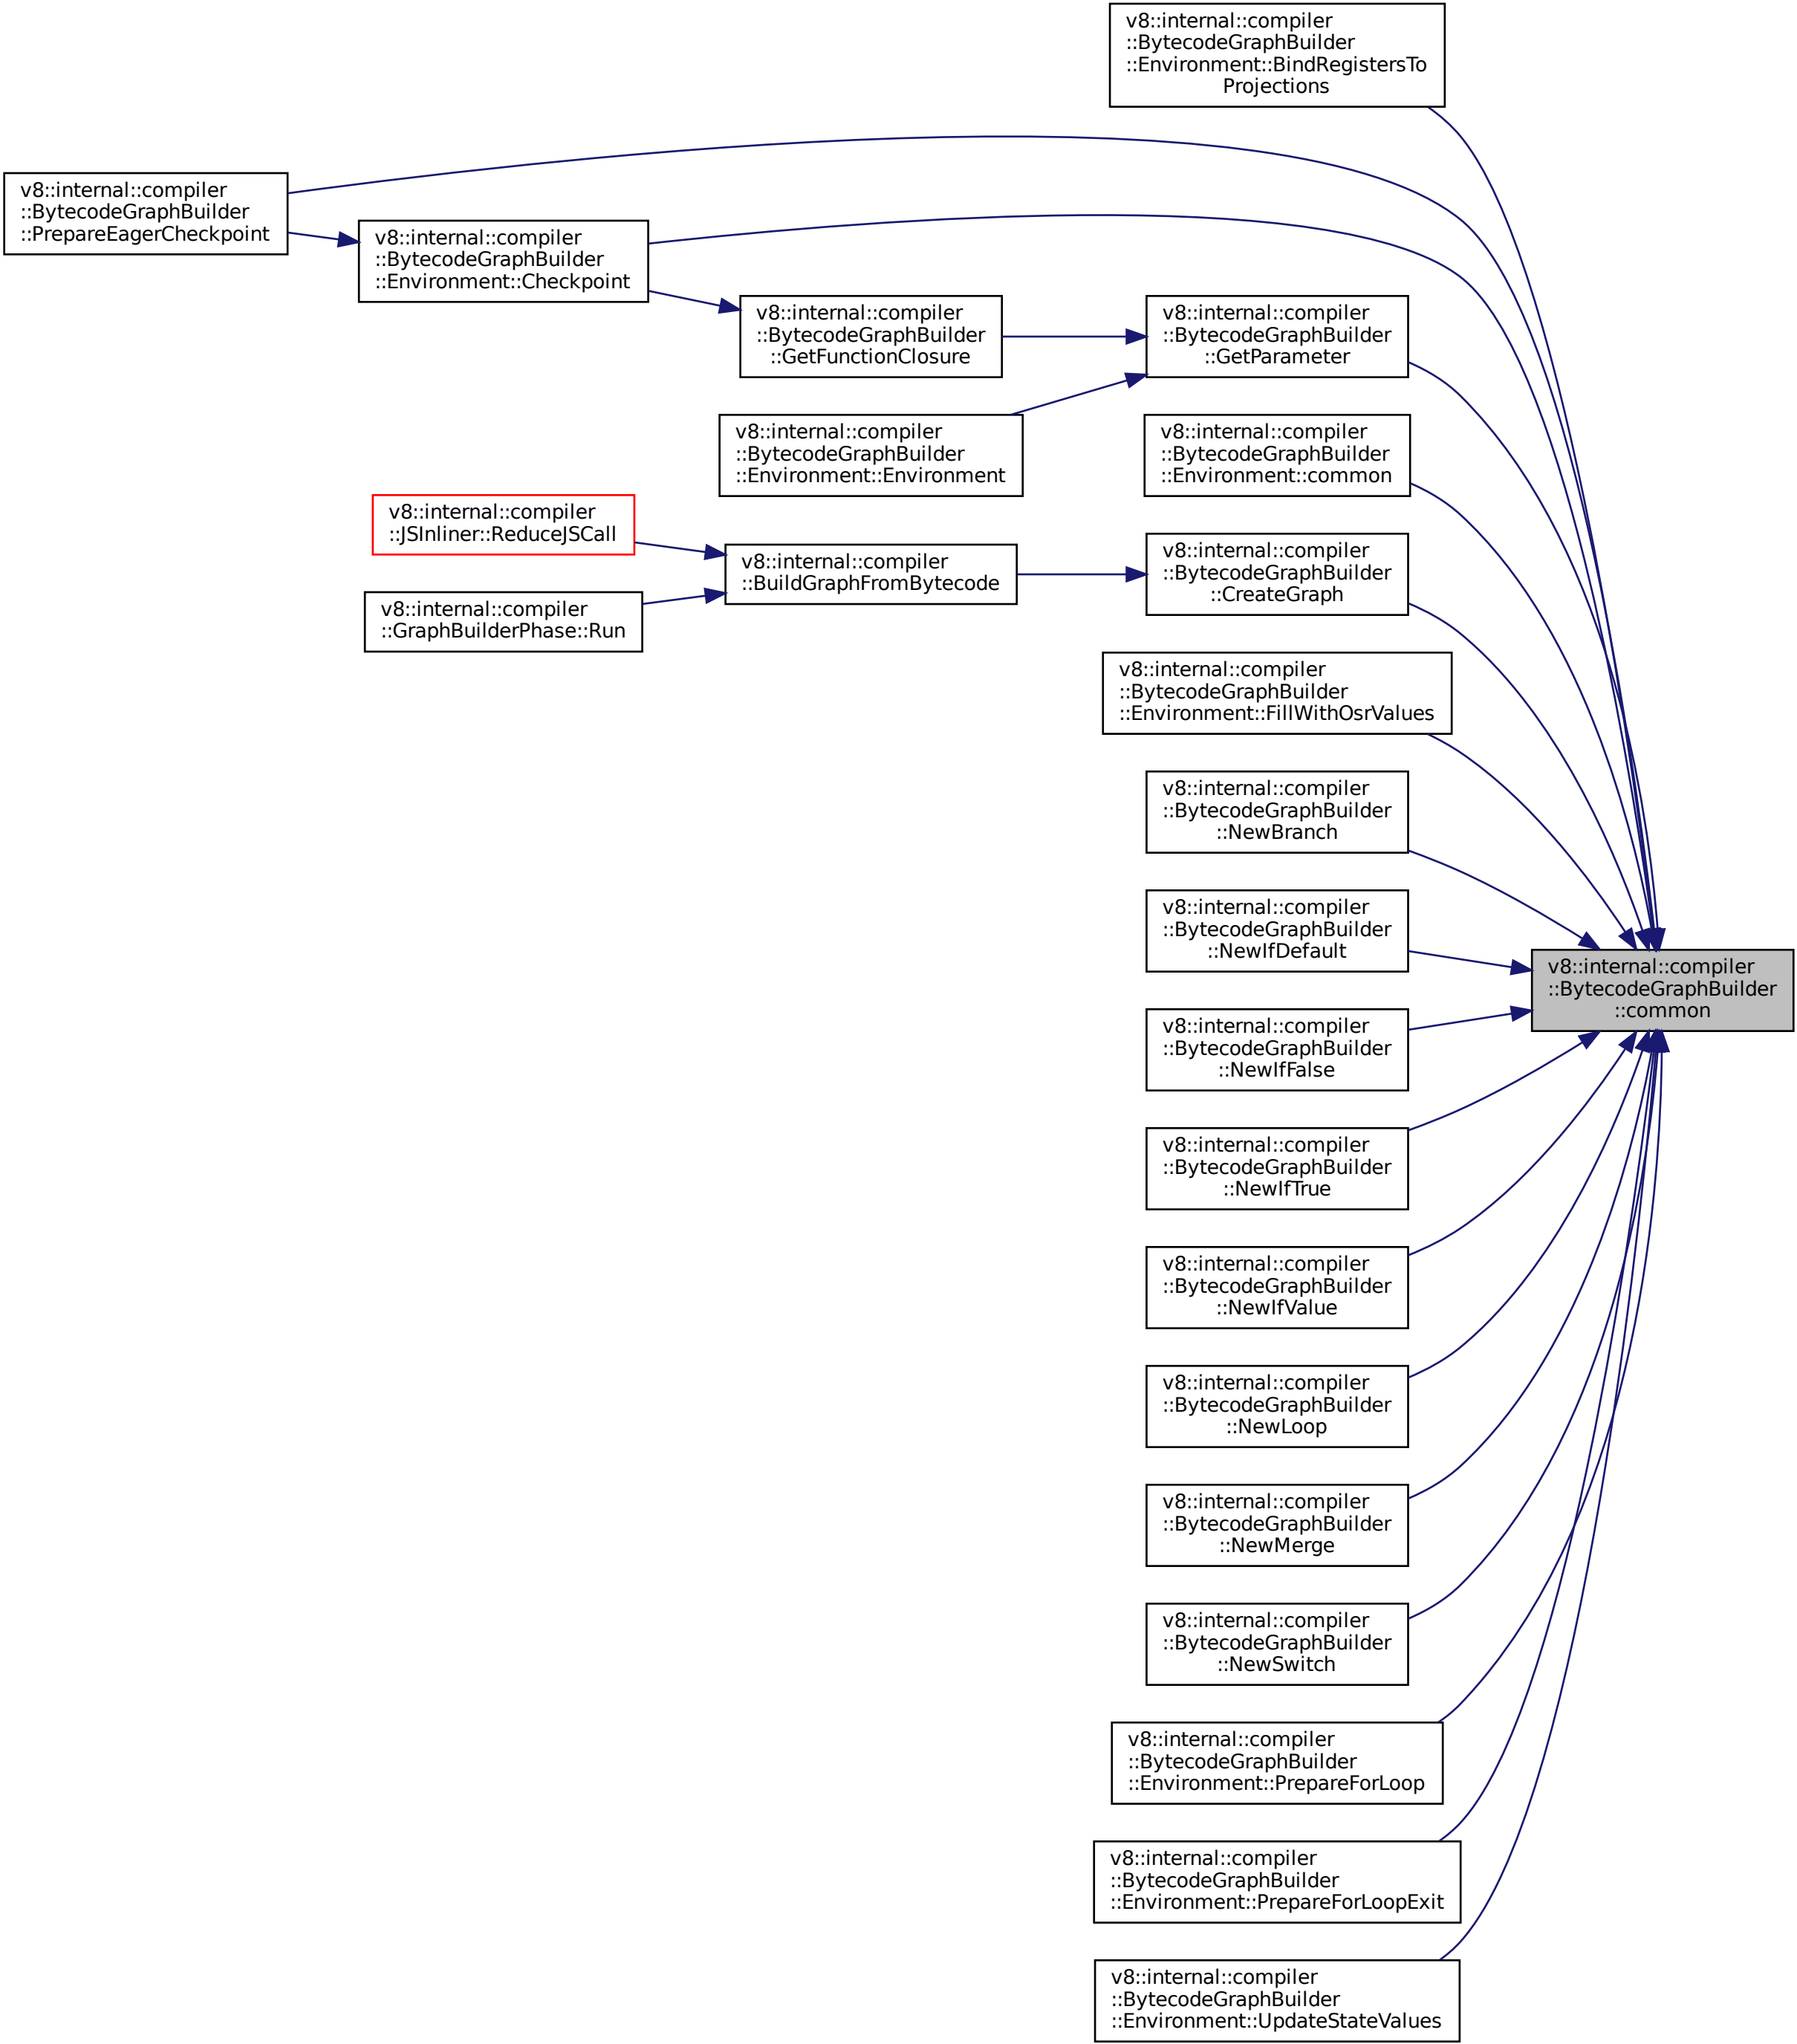 v8::internal::compiler
::BytecodeGraphBuilder
::Environment::BindRegistersTo
Projections
v8::internal::compiler
::BytecodeGraphBuilder
::PrepareEagerCheckpoint
v8::internal::compiler
::BytecodeGraphBuilder
::Environment::Checkpoint
v8::internal::compiler
::BytecodeGraphBuilder
::GetFunctionClosure
v8::internal::compiler
::BytecodeGraphBuilder
::GetParameter
v8::internal::compiler
::BytecodeGraphBuilder
::Environment::Environment
v8::internal::compiler
::BytecodeGraphBuilder
::Environment::common
v8::internal::compiler
::JSInliner::ReduceJSCall
v8::internal::compiler
::BuildGraphFromBytecode
v8::internal::compiler
::BytecodeGraphBuilder
::CreateGraph
v8::internal::compiler
::GraphBuilderPhase::Run
v8::internal::compiler
::BytecodeGraphBuilder
::Environment::FillWithOsrValues
v8::internal::compiler
::BytecodeGraphBuilder
::NewBranch
v8::internal::compiler
::BytecodeGraphBuilder
::NewIfDefault
v8::internal::compiler
::BytecodeGraphBuilder
::common
v8::internal::compiler
::BytecodeGraphBuilder
::NewIfFalse
v8::internal::compiler
::BytecodeGraphBuilder
::NewIfTrue
v8::internal::compiler
::BytecodeGraphBuilder
::NewIfValue
v8::internal::compiler
::BytecodeGraphBuilder
::NewLoop
v8::internal::compiler
::BytecodeGraphBuilder
::NewMerge
v8::internal::compiler
::BytecodeGraphBuilder
::NewSwitch
v8::internal::compiler
::BytecodeGraphBuilder
::Environment::PrepareForLoop
v8::internal::compiler
::BytecodeGraphBuilder
::Environment::PrepareForLoopExit
v8::internal::compiler
::BytecodeGraphBuilder
::Environment::UpdateStateValues